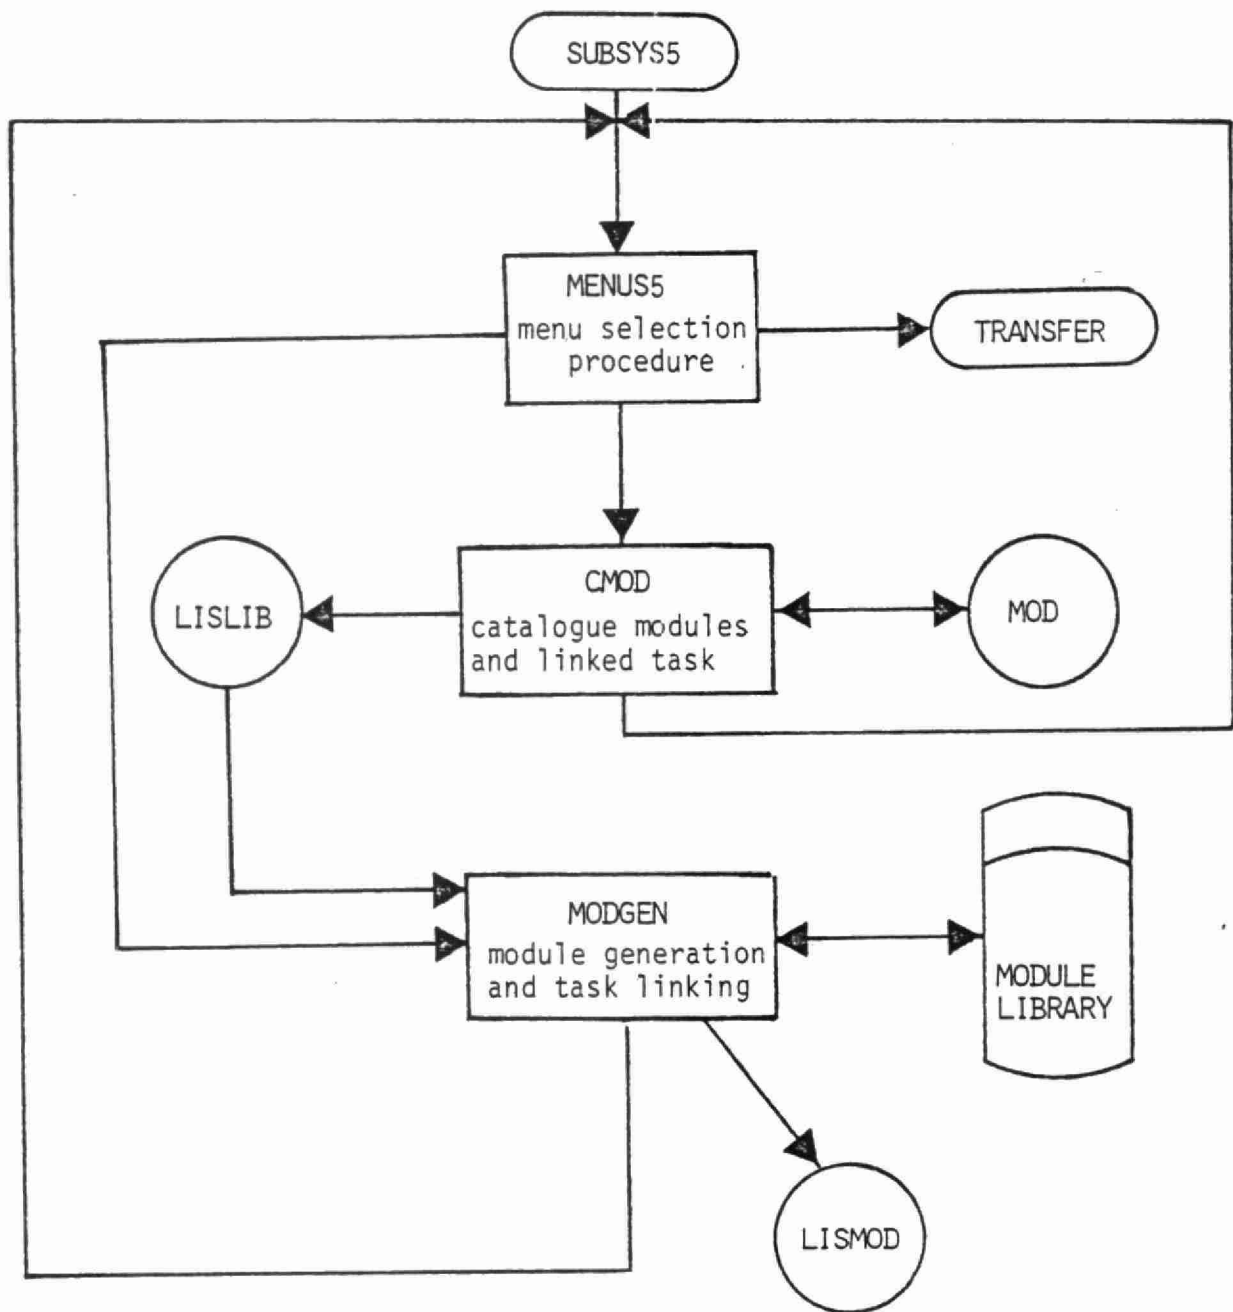 SUBSYS5
MENUS5
menu selection
procedure
TRANSFER
CMOD
catalogue modules
and linked task
LISLIB
MOD
MODGEN
module generation
and task linking
MODULE
LIBRARY
LISMOD